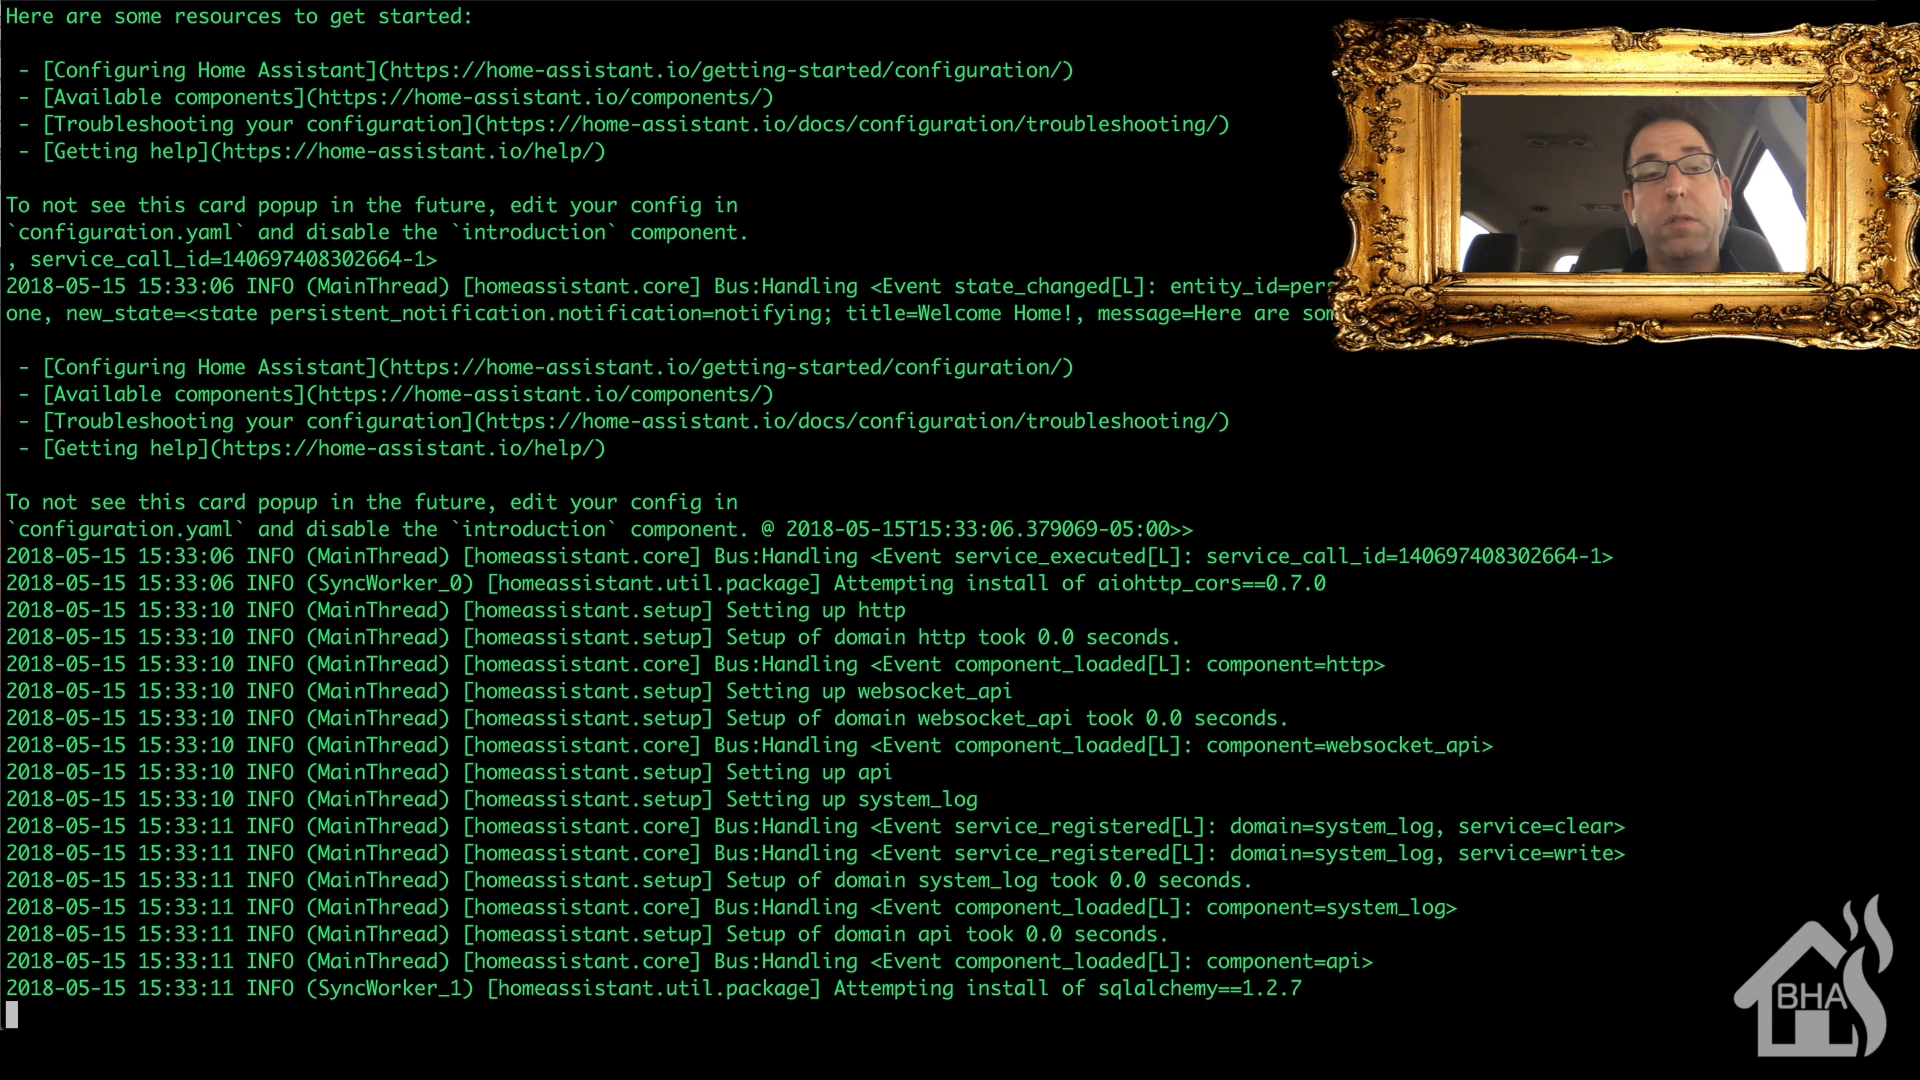 Here are some resources to get started:
- [Configuring Home Assistant](https://home-assistant.io/getting-started/configuration/)
- [Available components](https://home-assistant.io/components/)
- [Troubleshooting your configuration](https://home-assistant.io/docs/configuration/troubleshooting/)
- [Getting help](https://home-assistant.io/help/)
To not see this card popup in the future, edit your config in
`configuration.yaml` and disable the `introduction` component.
, service_call_id=140697408302664-1>
2018-05-15 15:33:06 INFO (MainThread) [homeassistant.core] Bus:Handling <Event state_changed[L]: entity_id=pers
one, new_state=<state persistent_notification.notification=notifying; title=Welcome Home!, message=Here are som
- [Configuring Home Assistant](https://home-assistant.io/getting-started/configuration/)
- [Available components](https://home-assistant.io/components/)
- [Troubleshooting your configuration](https://home-assistant.io/docs/configuration/troubleshooting/)
- [Getting help](https://home-assistant.io/help/)
To not see this card popup in the future, edit your config in
`configuration.yaml` and disable the `introduction` component. @ 2018-05-15T15:33:06.379069-05:00>>
2018-05-15 15:33:06 INFO (MainThread) [homeassistant.core] Bus:Handling <Event service_executed[L]: service_call_id=140697408302664-1>
2018-05-15 15:33:06 INFO (SyncWorker_0) [homeassistant.util.package] Attempting install of aiohttp_cors==0.7.0
2018-05-15 15:33:10 INFO (MainThread) [homeassistant.setup] Setting up http
2018-05-15 15:33:10 INFO (MainThread) [homeassistant.setup] Setup of domain http took 0.0 seconds.
2018-05-15 15:33:10 INFO (MainThread) [homeassistant.core] Bus:Handling <Event component_loaded[L]: component=http>
2018-05-15 15:33:10 INFO (MainThread) [homeassistant.setup] Setting up websocket_api
2018-05-15 15:33:10 INFO (MainThread) [homeassistant.setup] Setup of domain websocket_api took 0.0 seconds.
2018-05-15 15:33:10 INFO (MainThread) [homeassistant.core] Bus:Handling <Event component_loaded[L]: component=websocket_api>
2018-05-15 15:33:10 INFO (MainThread) [homeassistant.setup] Setting up api
2018-05-15 15:33:10 INFO (MainThread) [homeassistant.setup] Setting up system_log
2018-05-15 15:33:11 INFO (MainThread) [homeassistant.core] Bus:Handling <Event service_registered[L]: domain=system_log, service=clear>
2018-05-15 15:33:11 INFO (MainThread) [homeassistant.core] Bus:Handling <Event service_registered[L]: domain=system_log, service=write>
2018-05-15 15:33:11 INFO (MainThread) [homeassistant.setup] Setup of domain system_log took 0.0 seconds.
2018-05-15 15:33:11 INFO (MainThread) [homeassistant.core] Bus:Handling <Event component_loaded[L]: component=system_log>
2018-05-15 15:33:11 INFO (MainThread) [homeassistant.setup] Setup of domain api took 0.0 seconds.
2018-05-15 15:33:11 INFO (MainThread) [homeassistant.core] Bus:Handling <Event component_loaded[L]: component=api>
2018-05-15 15:33:11 INFO (SyncWorker_1) [homeassistant.util.package] Attempting install of sqlalchemy==1.2.7
BHA